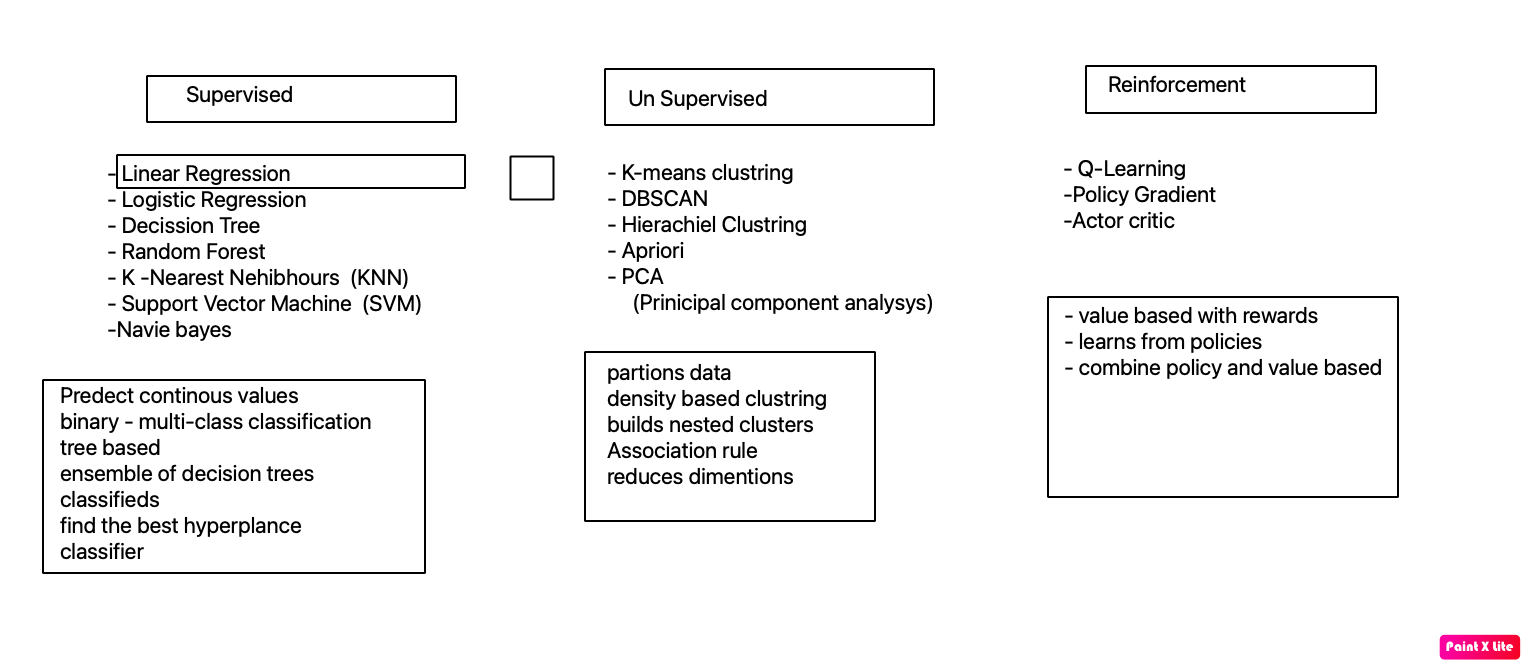 Supervised
- Linear Regression
- Logistic Regression
- Decission Tree
- Random Forest
- K -Nearest Nehibhours  (KNN)
- Support Vector Machine  (SVM)
-Navie bayes
Predect continous values
binary - multi-class classification
tree based
ensemble of decision trees
classifieds
find the best hyperplance
classifier
Un Supervised
- K-means clustring
- DBSCAN
- Hierachiel Clustring
- Apriori
- PCA
(Prinicipal component analysys)
partions data
density based clustring
builds nested clusters
Association rule
reduces dimentions
Reinforcement
- Q-Learning
-Policy Gradient
-Actor critic
- value based with rewards
- learns from policies
- combine policy and value based
Paint X Lite